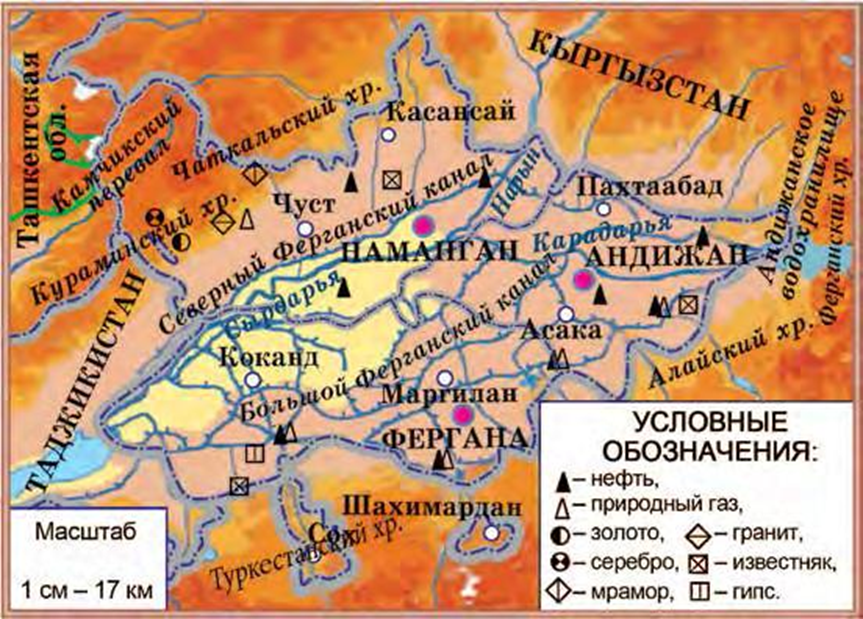 КЫРГЫЗСТАН
Ташкентская
обл.
Камчикский
перевал
Чаткальский хр.
Касансай
Андижанское
водохранилище
Ферганский хр.
Нарын
Пахтаабад
Чуст
Кураминский хр.
Северный Ферганский канал
НАМАНГАН
Карадарья
АНДИЖАН
Сырдарья
ТАДЖИКИСТАН
Асака
Коканд
Большой Ферганский канал
Алайский хр.
Маргилан
ФЕРГАНА
Шахимардан
Сох
Туркестанский хр.
Масштаб
1 см – 17 км
УСЛОВНЫЕ
ОБОЗНАЧЕНИЯ:
– нефть,
– природный газ,
– золото,
– гранит,
– серебро,
– известняк,
– мрамор,
– гипс.